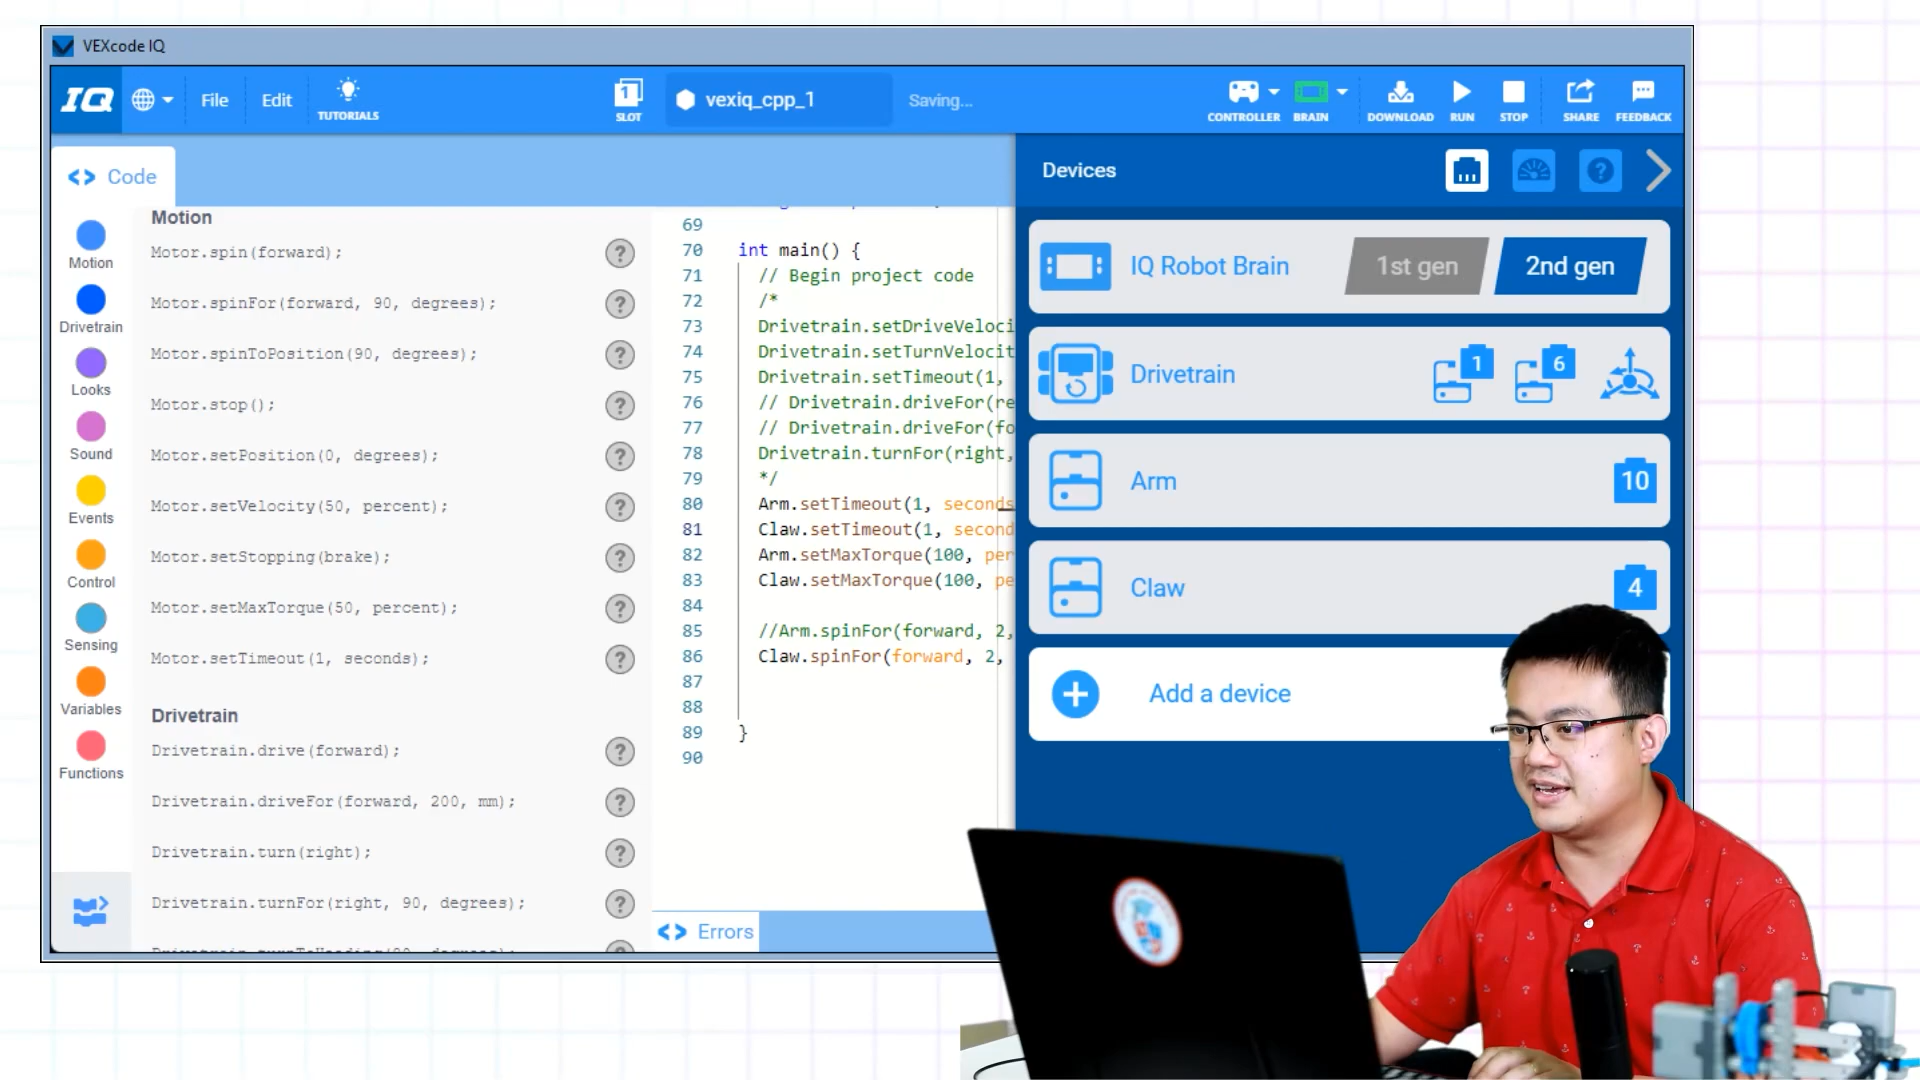 VEXcode IQ
IQ
File
Edit
TUTORIALS
1
SLOT
vexiq_cpp_1
Saving...
CONTROLLER
BRAIN
DOWNLOAD
RUN
STOP
SHARE
FEEDBACK
<> Code
Motion
Drivetrain
Looks
Sound
Events
Control
Sensing
Variables
Functions
Motion
Motor.spin(forward);
?
Motor.spinFor(forward, 90, degrees);
?
Motor.spinToPosition(90, degrees);
?
Motor.stop();
?
Motor.setPosition(0, degrees);
?
Motor.setVelocity(50, percent);
?
Motor.setStopping(brake);
?
Motor.setMaxTorque(50, percent);
?
Motor.setTimeout(1, seconds);
?
Drivetrain
Drivetrain.drive(forward);
?
Drivetrain.driveFor(forward, 200, mm);
?
Drivetrain.turn(right);
?
Drivetrain.turnFor(right, 90, degrees);
?
69
70 int main() {
71 // Begin project code
72 /*
73 Drivetrain.setDriveVeloci
74 Drivetrain.setTurnVelocit
75 Drivetrain.setTimeout(1,
76 // Drivetrain.driveFor(re
77 // Drivetrain.driveFor(fo
78 Drivetrain.turnFor(right,
79 */
80 Arm.setTimeout(1, seconds
81 Claw.setTimeout(1, second
82 Arm.setMaxTorque(100, per
83 Claw.setMaxTorque(100, pe
84
85 //Arm.spinFor(forward, 2,
86 Claw.spinFor(forward, 2,
87
88
89 }
90
<> Errors
Devices
?
IQ Robot Brain
1st gen
2nd gen
Drivetrain
1
6
Arm
10
Claw
4
Add a device